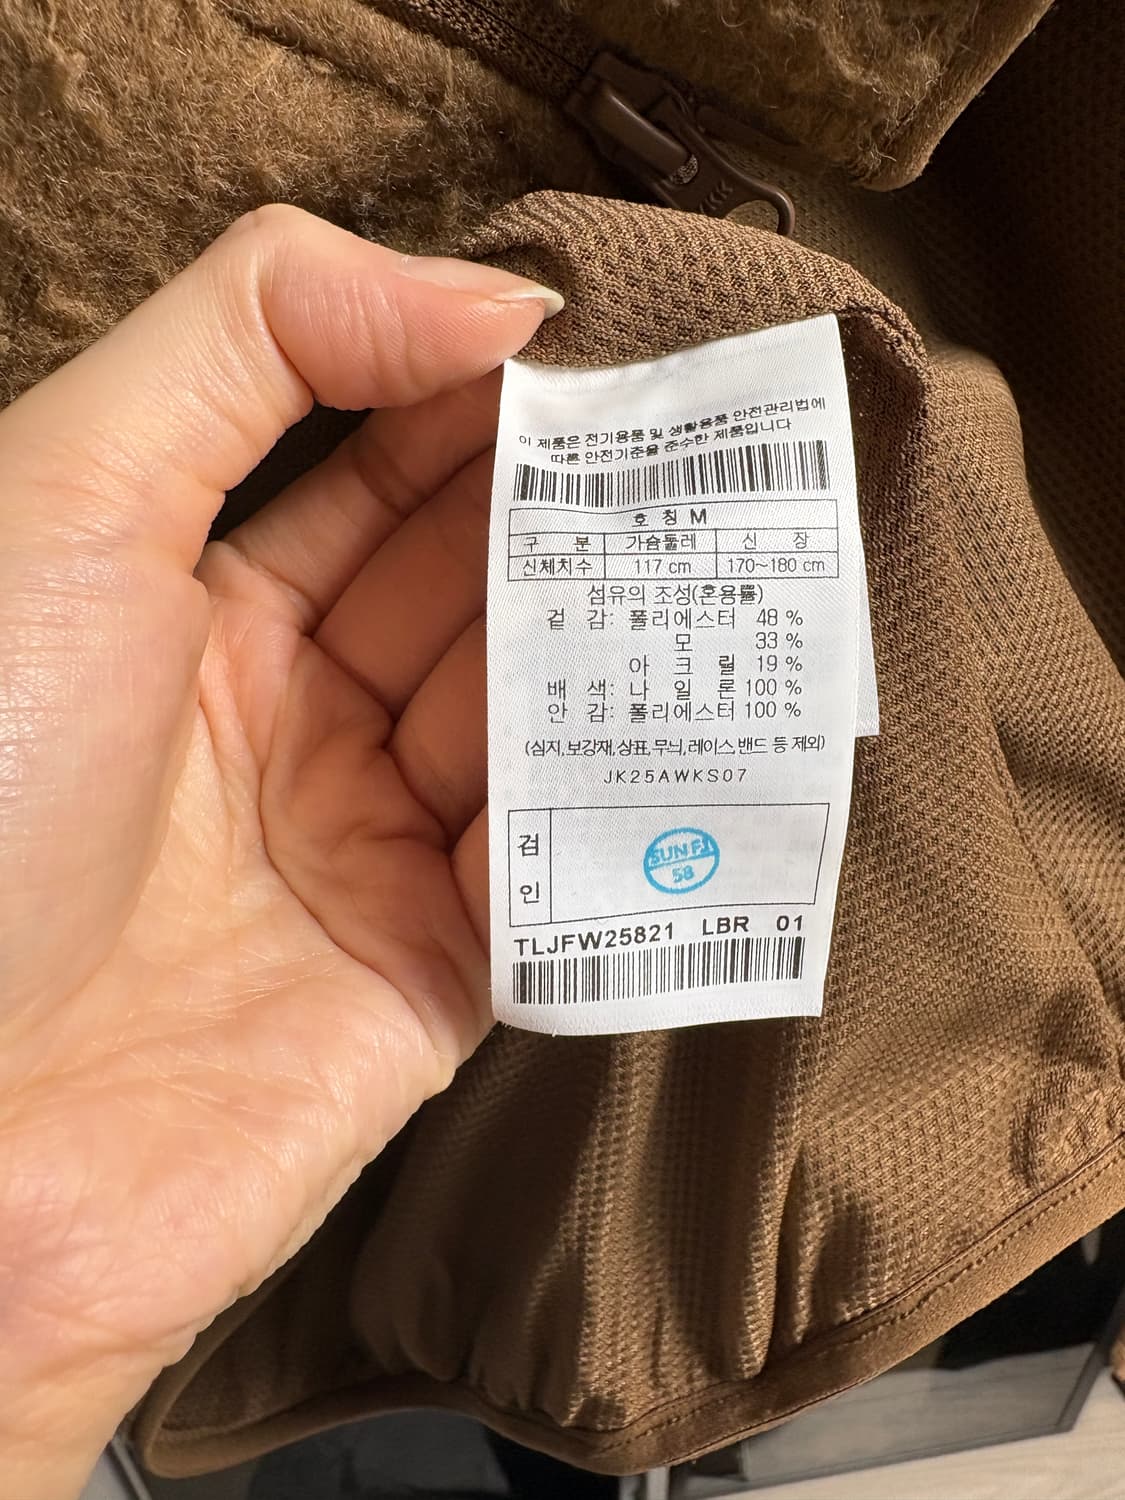 이 제품은 전기용품 및 생활용품 안전관리법에
따른 안전기준을 준수한 제품입니다
호 칭 M
구 분 가슴둘레 신 장
신체치수 117 cm 170~180 cm
섬유의 조성(혼용률)
겉 감: 폴리에스터 48 %
모 33 %
아 크 릴 19 %
배 색: 나 일 론 100 %
안 감: 폴리에스터 100 %
(심지,보강재,상표,무늬,레이스,밴드 등 제외)
JK25AWKS07
검
인
SUN FI
58
TLJFW25821 LBR 01